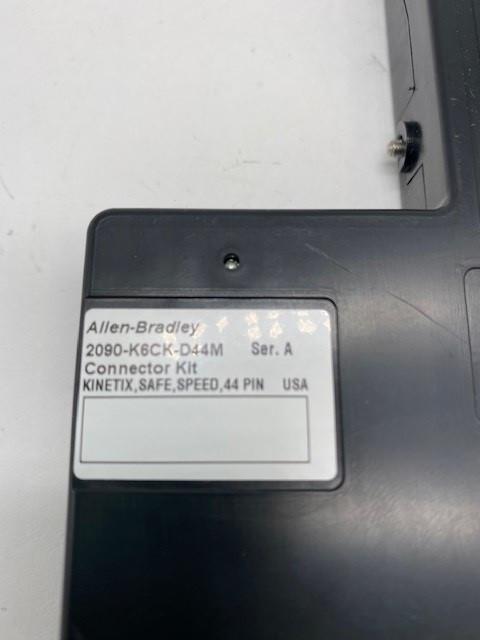 Allen-Bradley
2090-K6CK-D44M Ser. A
Connector Kit
KINETIX,SAFE,SPEED,44 PIN USA